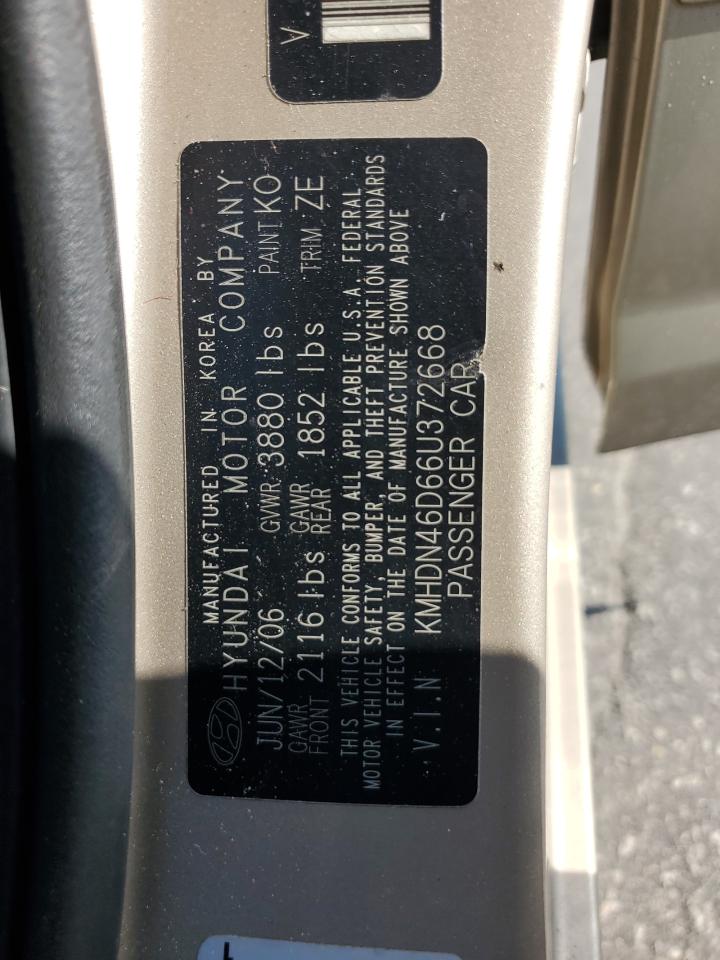 V
MANUFACTURED IN KOREA BY
HYUNDAI MOTOR COMPANY
JUN/12/06 GVWR 3880 lbs PAINT KO
GAWR FRONT 2116 lbs GAWR REAR 1852 lbs TRIM ZE
THIS VEHICLE CONFORMS TO ALL APPLICABLE U.S.A. FEDERAL
MOTOR VEHICLE SAFETY, BUMPER, AND THEFT PREVENTION STANDARDS
IN EFFECT ON THE DATE OF MANUFACTURE SHOWN ABOVE
V.I.N KMHDN46D66U372668
PASSENGER CAR